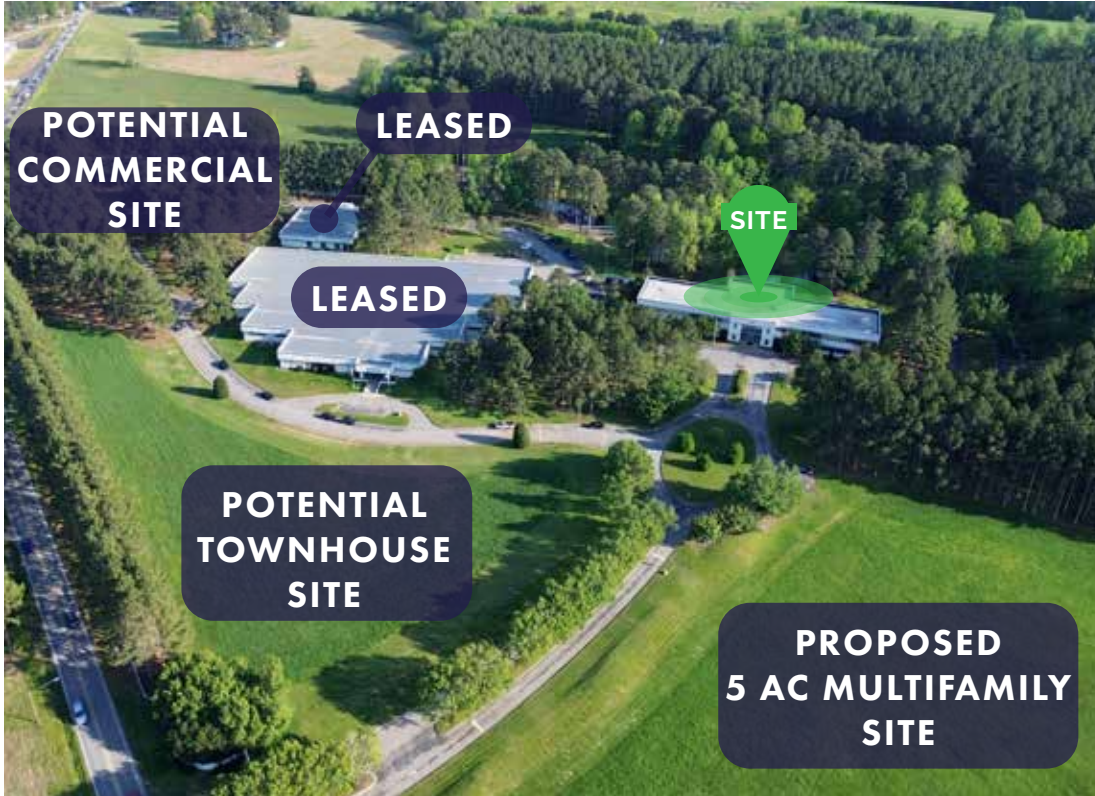 POTENTIAL
COMMERCIAL
SITE
LEASED
SITE
LEASED
POTENTIAL
TOWNHOUSE
SITE
PROPOSED
5 AC MULTIFAMILY
SITE